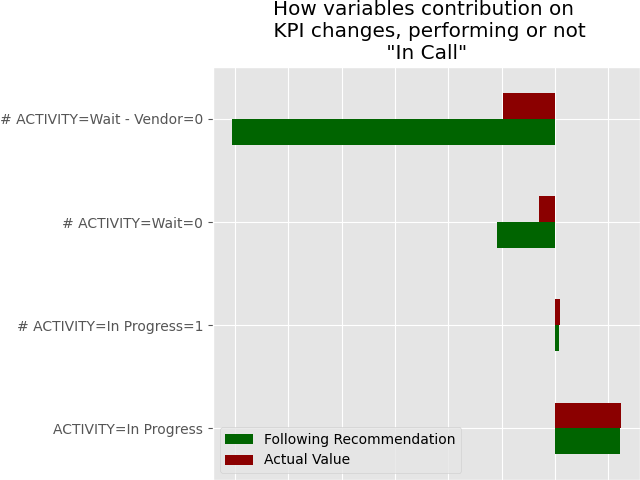 How variables contribution on
KPI changes, performing or not
"In Call"
# ACTIVITY=Wait - Vendor=0
# ACTIVITY=Wait=0
# ACTIVITY=In Progress=1
ACTIVITY=In Progress
Following Recommendation
Actual Value